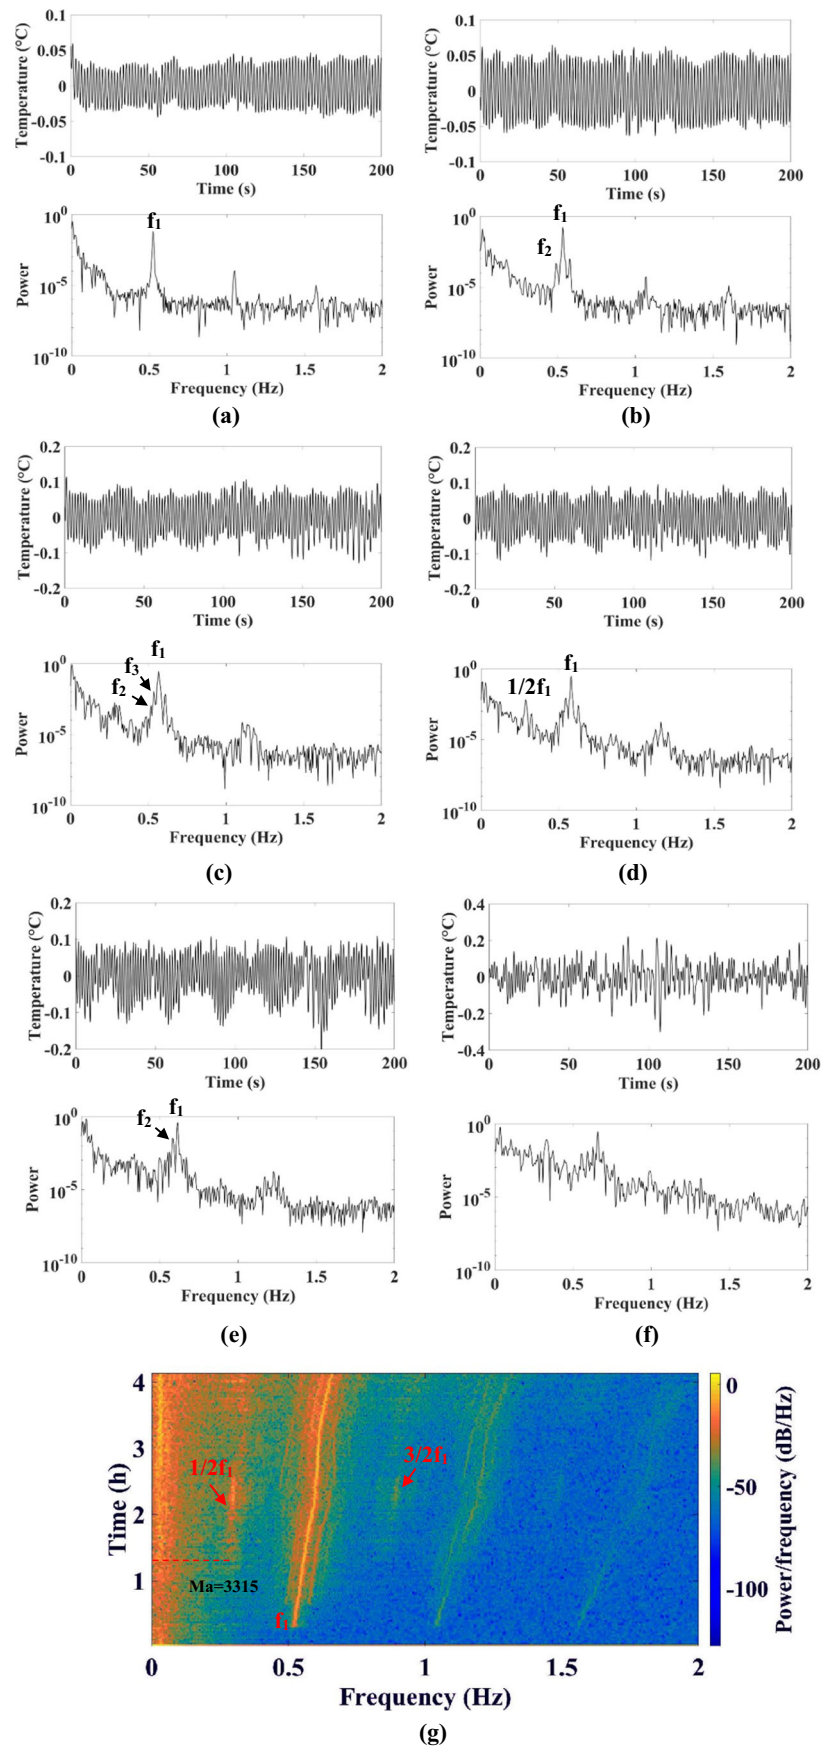 Temperature (°C)
0.1
0.05
0
-0.05
-0.1
0 50 100 150 200
Time (s)
Power
10⁰
10⁻⁵
10⁻¹⁰
f₁
0 0.5 1 1.5 2
Frequency (Hz)
(a)
Temperature (°C)
0.1
0.05
0
-0.05
-0.1
0 50 100 150 200
Time (s)
Power
10⁰
10⁻⁵
10⁻¹⁰
f₁
f₂
0 0.5 1 1.5 2
Frequency (Hz)
(b)
Temperature (°C)
0.2
0.1
0
-0.1
-0.2
0 50 100 150 200
Time (s)
Power
10⁰
10⁻⁵
10⁻¹⁰
f₁
f₃
f₂
0 0.5 1 1.5 2
Frequency (Hz)
(c)
Temperature (°C)
0.2
0.1
0
-0.1
-0.2
0 50 100 150 200
Time (s)
Power
10⁰
10⁻⁵
10⁻¹⁰
f₁
1/2f₁
0 0.5 1 1.5 2
Frequency (Hz)
(d)
Temperature (°C)
0.2
0.1
0
-0.1
-0.2
0 50 100 150 200
Time (s)
Power
10⁰
10⁻⁵
10⁻¹⁰
f₁
f₂
0 0.5 1 1.5 2
Frequency (Hz)
(e)
Temperature (°C)
0.4
0.2
0
-0.2
-0.4
0 50 100 150 200
Time (s)
Power
10⁰
10⁻⁵
10⁻¹⁰
0 0.5 1 1.5 2
Frequency (Hz)
(f)
Time (h)
4
3
2
1
1/2f₁
3/2f₁
Ma=3315
f₁
0 0.5 1 1.5 2
Frequency (Hz)
0
-50
-100
Power/frequency (dB/Hz)
(g)